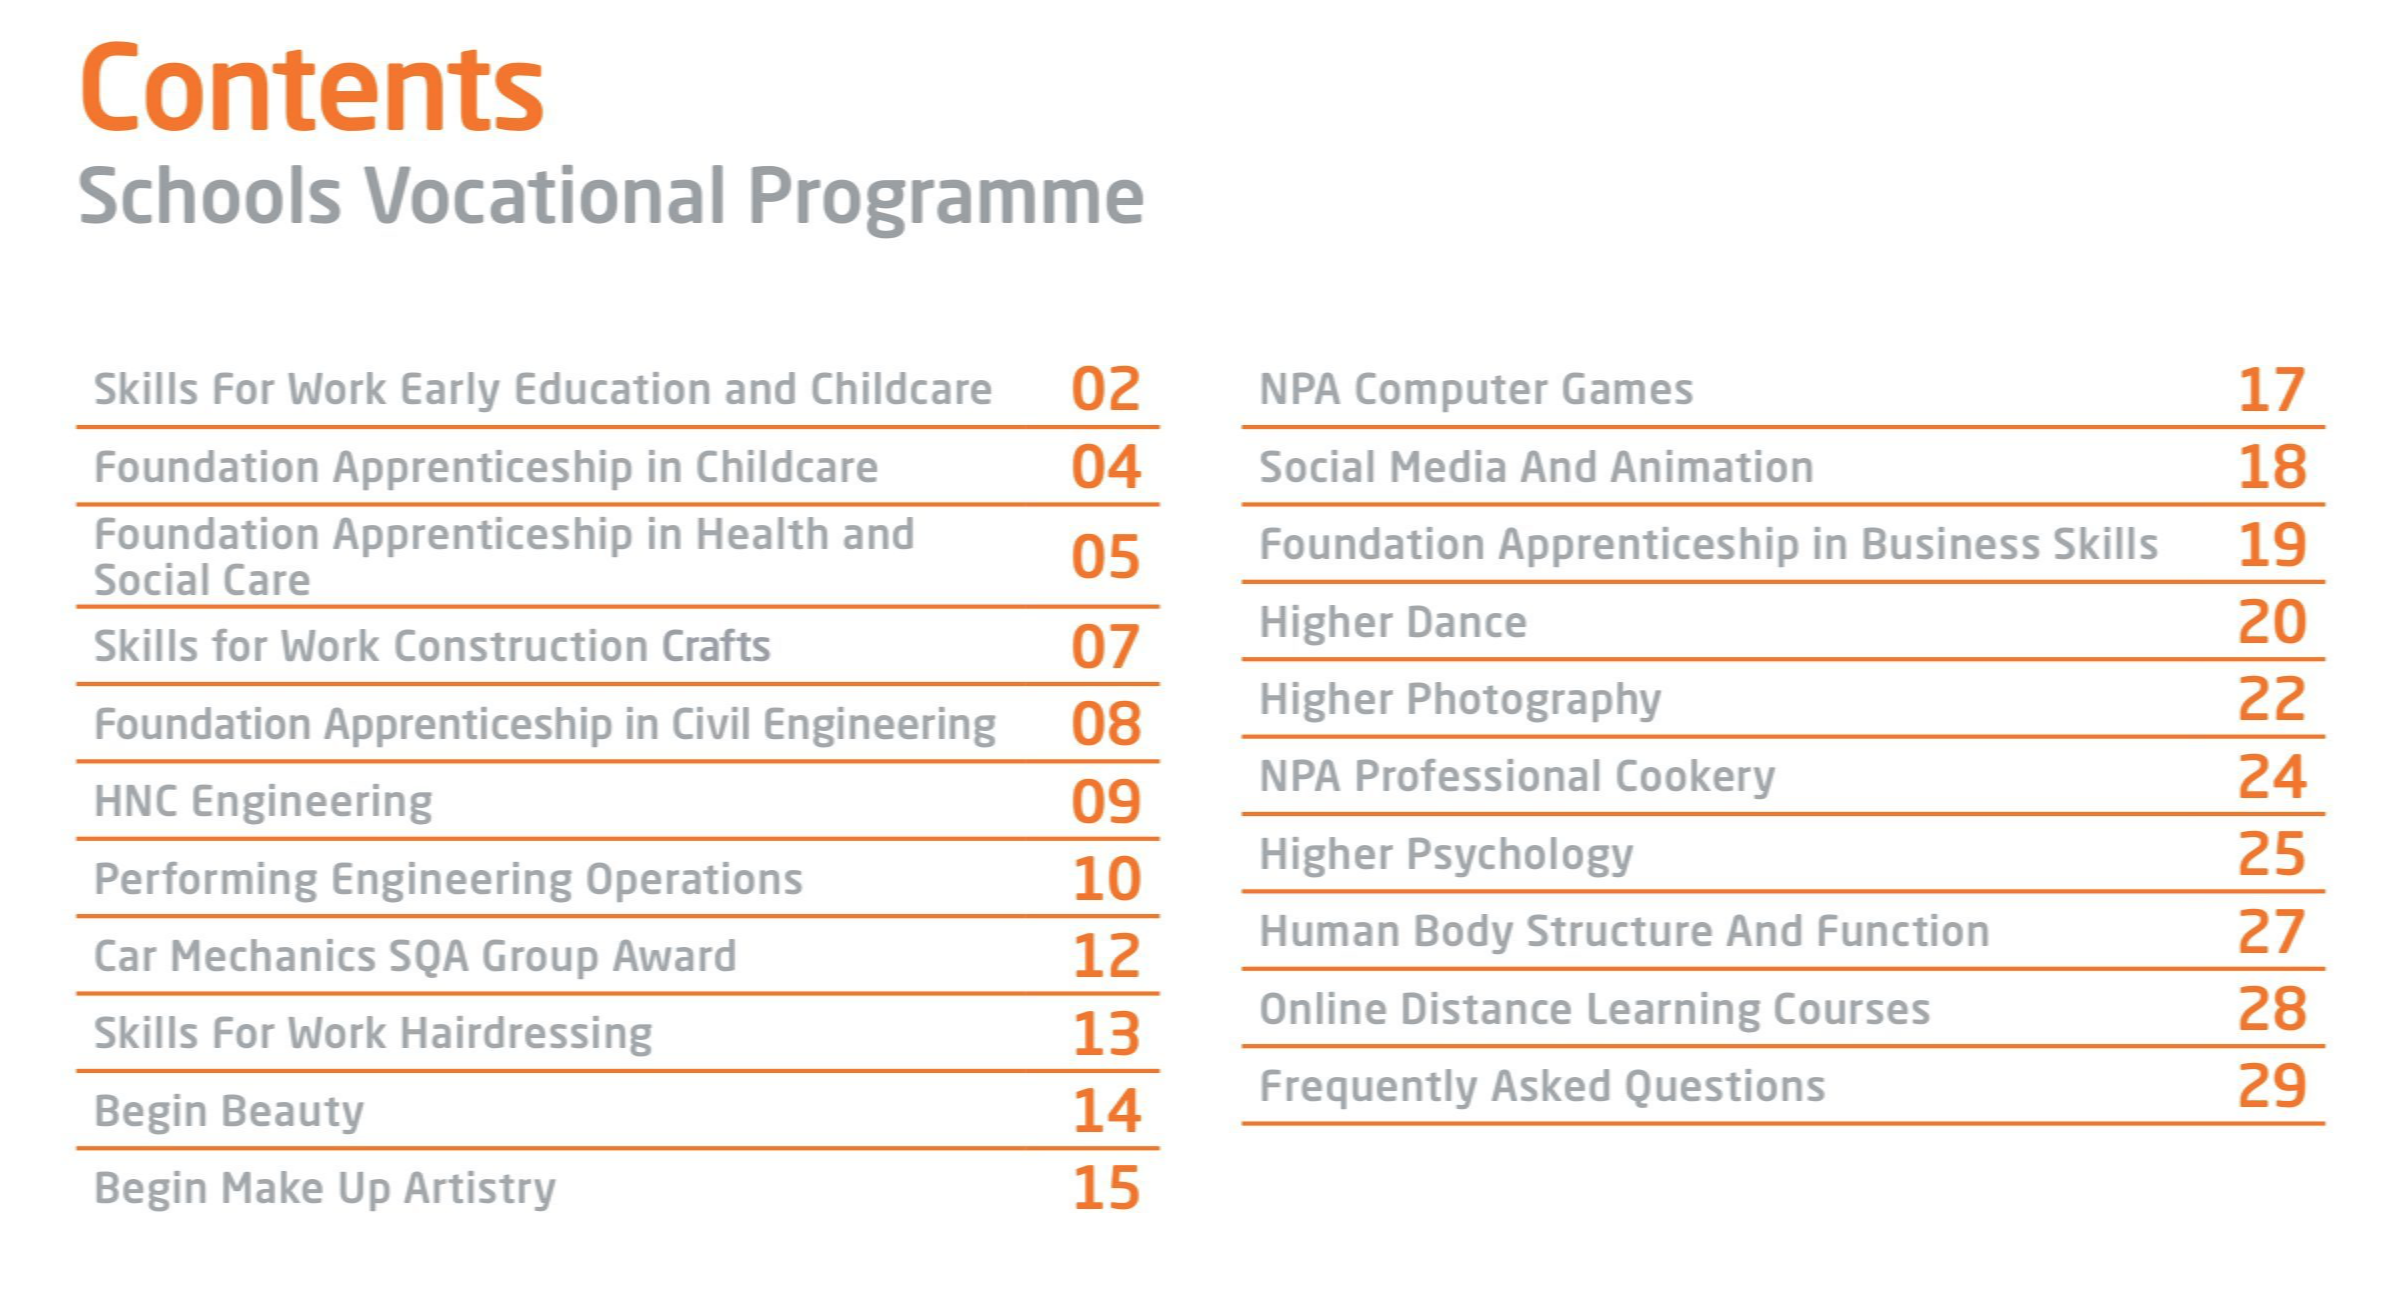 Contents
Schools Vocational Programme
Skills For Work Early Education and Childcare 02
Foundation Apprenticeship in Childcare 04
Foundation Apprenticeship in Health and
Social Care 05
Skills for Work Construction Crafts 07
Foundation Apprenticeship in Civil Engineering 08
HNC Engineering 09
Performing Engineering Operations 10
Car Mechanics SQA Group Award 12
Skills For Work Hairdressing 13
Begin Beauty 14
Begin Make Up Artistry 15
NPA Computer Games 17
Social Media And Animation 18
Foundation Apprenticeship in Business Skills 19
Higher Dance 20
Higher Photography 22
NPA Professional Cookery 24
Higher Psychology 25
Human Body Structure And Function 27
Online Distance Learning Courses 28
Frequently Asked Questions 29